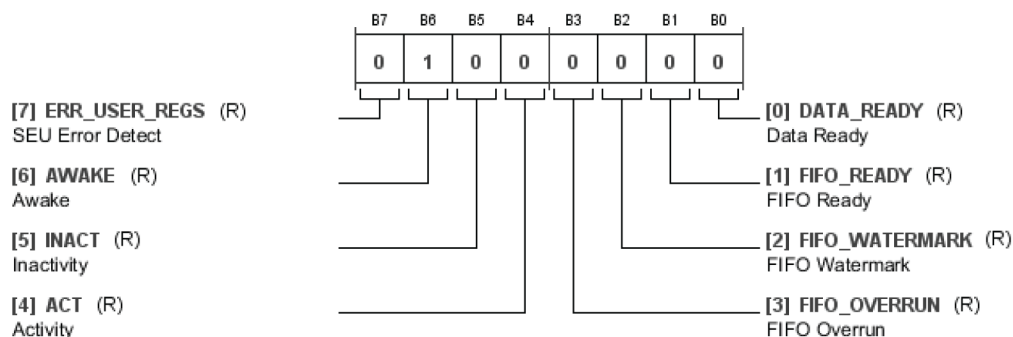 B7 B6 B5 B4 B3 B2 B1 B0
0 1 0 0 0 0 0 0
[7] ERR_USER_REGS (R)
SEU Error Detect
[6] AWAKE (R)
Awake
[5] INACT (R)
Inactivity
[4] ACT (R)
Activity
[0] DATA_READY (R)
Data Ready
[1] FIFO_READY (R)
FIFO Ready
[2] FIFO_WATERMARK (R)
FIFO Watermark
[3] FIFO_OVERRUN (R)
FIFO Overrun